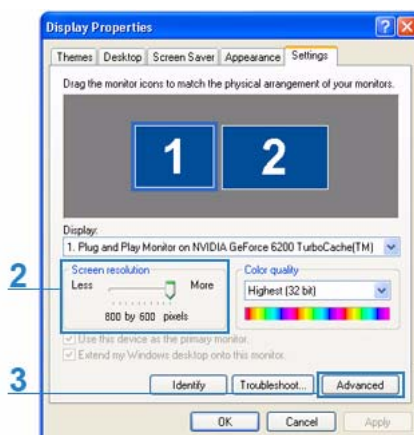 Display Properties
Themes Desktop Screen Saver Appearance Settings
Drag the monitor icons to match the physical arrangement of your monitors.
1 2
Display:
1. Plug and Play Monitor on NVIDIA GeForce 6200 TurboCache(TM)
2
Screen resolution
Less More
800 by 600 pixels
Color quality
Highest (32 bit)
Use this device as the primary monitor.
Extend my Windows desktop onto this monitor.
3
Identify Troubleshoot... Advanced
OK Cancel Apply